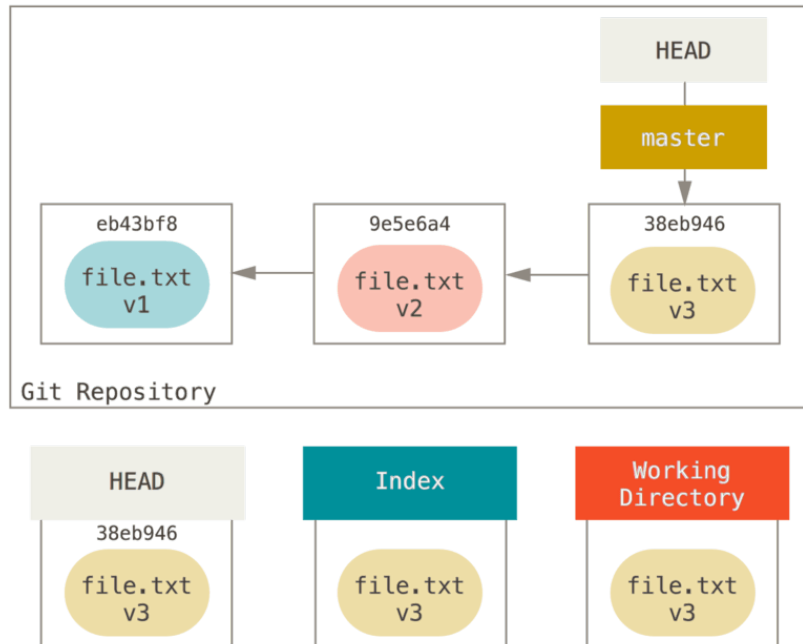 HEAD
master
eb43bf8
file.txt
v1
9e5e6a4
file.txt
v2
38eb946
file.txt
v3
Git Repository
HEAD
38eb946
file.txt
v3
Index
file.txt
v3
Working
Directory
file.txt
v3